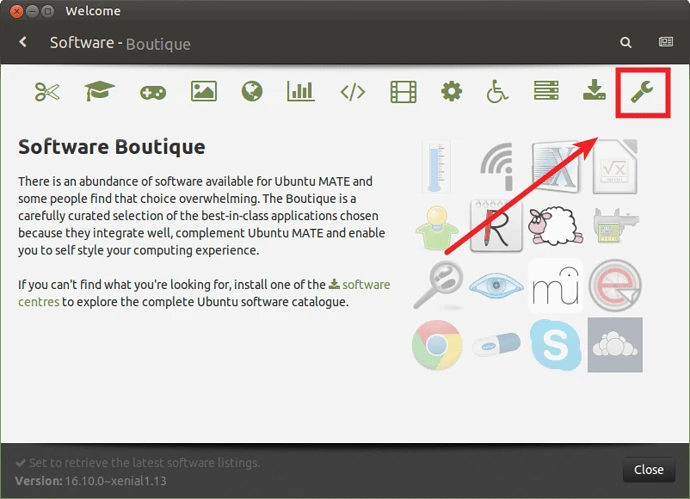 Welcome
Software - Boutique
Software Boutique
There is an abundance of software available for Ubuntu MATE and
some people find that choice overwhelming. The Boutique is a
carefully curated selection of the best-in-class applications chosen
because they integrate well, complement Ubuntu MATE and enable
you to self style your computing experience.
If you can't find what you're looking for, install one of the software
centres to explore the complete Ubuntu software catalogue.
R
X
√x
mu
e
S
Set to retrieve the latest software listings.
Version: 16.10.0~xenial1.13
Close